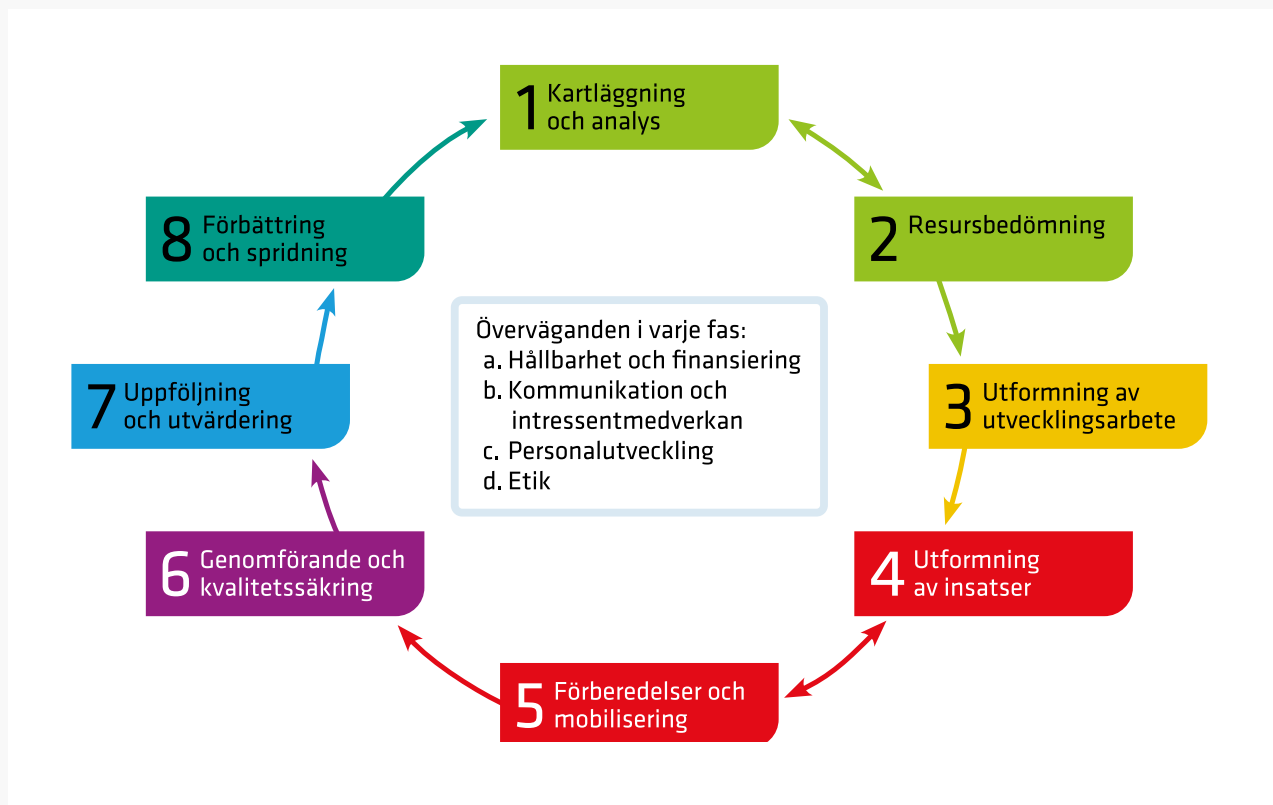 1 Kartläggning
och analys
2 Resursbedömning
3 Utformning av
utvecklingsarbete
4 Utformning
av insatser
5 Förberedelser och
mobilisering
6 Genomförande och
kvalitetssäkring
7 Uppföljning
och utvärdering
8 Förbättring
och spridning
Överväganden i varje fas:
a. Hållbarhet och finansiering
b. Kommunikation och
intressentmedverkan
c. Personalutveckling
d. Etik